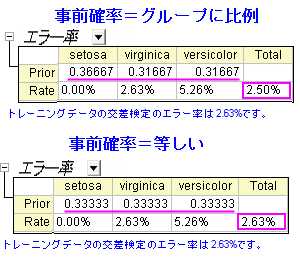 事前確率＝グループに比例
エラー率
setosa virginica versicolor Total
Prior 0.36667 0.31667 0.31667
Rate 0.00% 2.63% 5.26% 2.50%
トレーニングデータの交差検定のエラー率は2.63%です。
事前確率＝等しい
エラー率
setosa virginica versicolor Total
Prior 0.33333 0.33333 0.33333
Rate 0.00% 2.63% 5.26% 2.63%
トレーニングデータの交差検定のエラー率は2.63%です。